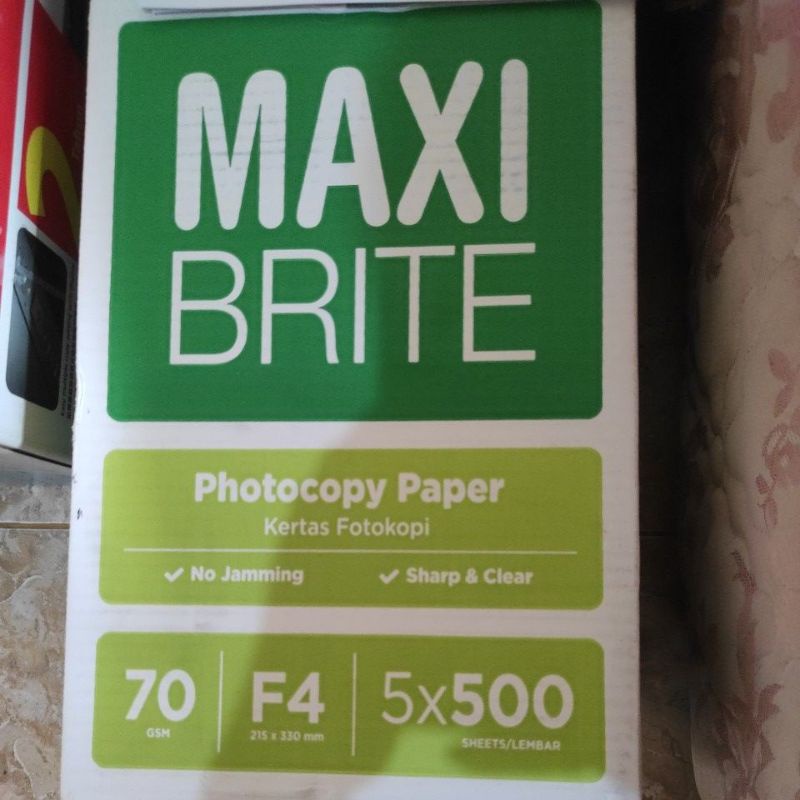 MAXI
BRITE
Photocopy Paper
Kertas Fotokopi
No Jamming
Sharp & Clear
70
GSM
F4
215 x 330 mm
5x500
SHEETS/LEMBAR